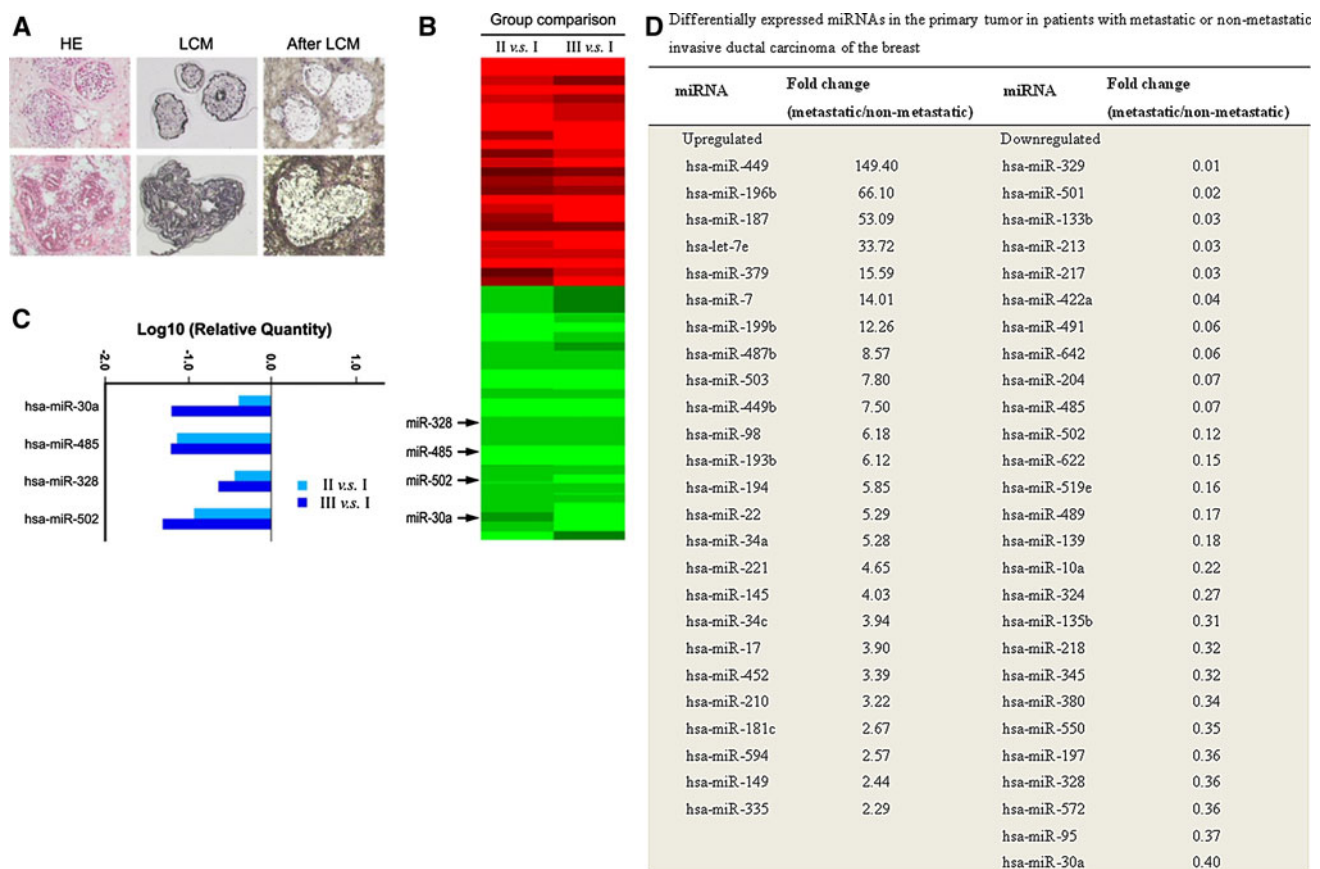 A
HE LCM After LCM
B
Group comparison
II v.s. I III v.s. I
miR-328
miR-485
miR-502
miR-30a
C
Log10 (Relative Quantity)
-2.0 -1.0 0.0 1.0
hsa-miR-30a
hsa-miR-485
hsa-miR-328
hsa-miR-502
II v.s. I
III v.s. I
D Differentially expressed miRNAs in the primary tumor in patients with metastatic or non-metastatic
invasive ductal carcinoma of the breast
miRNA Fold change miRNA Fold change
(metastatic/non-metastatic) (metastatic/non-metastatic)
Upregulated Downregulated
hsa-miR-449 149.40 hsa-miR-329 0.01
hsa-miR-196b 66.10 hsa-miR-501 0.02
hsa-miR-187 53.09 hsa-miR-133b 0.03
hsa-let-7e 33.72 hsa-miR-213 0.03
hsa-miR-379 15.59 hsa-miR-217 0.03
hsa-miR-7 14.01 hsa-miR-422a 0.04
hsa-miR-199b 12.26 hsa-miR-491 0.06
hsa-miR-487b 8.57 hsa-miR-642 0.06
hsa-miR-503 7.80 hsa-miR-204 0.07
hsa-miR-449b 7.50 hsa-miR-485 0.07
hsa-miR-98 6.18 hsa-miR-502 0.12
hsa-miR-193b 6.12 hsa-miR-622 0.15
hsa-miR-194 5.85 hsa-miR-519e 0.16
hsa-miR-22 5.29 hsa-miR-489 0.17
hsa-miR-34a 5.28 hsa-miR-139 0.18
hsa-miR-221 4.65 hsa-miR-10a 0.22
hsa-miR-145 4.03 hsa-miR-324 0.27
hsa-miR-34c 3.94 hsa-miR-135b 0.31
hsa-miR-17 3.90 hsa-miR-218 0.32
hsa-miR-452 3.39 hsa-miR-345 0.32
hsa-miR-210 3.22 hsa-miR-380 0.34
hsa-miR-181c 2.67 hsa-miR-550 0.35
hsa-miR-594 2.57 hsa-miR-197 0.36
hsa-miR-149 2.44 hsa-miR-328 0.36
hsa-miR-335 2.29 hsa-miR-572 0.36
hsa-miR-95 0.37
hsa-miR-30a 0.40